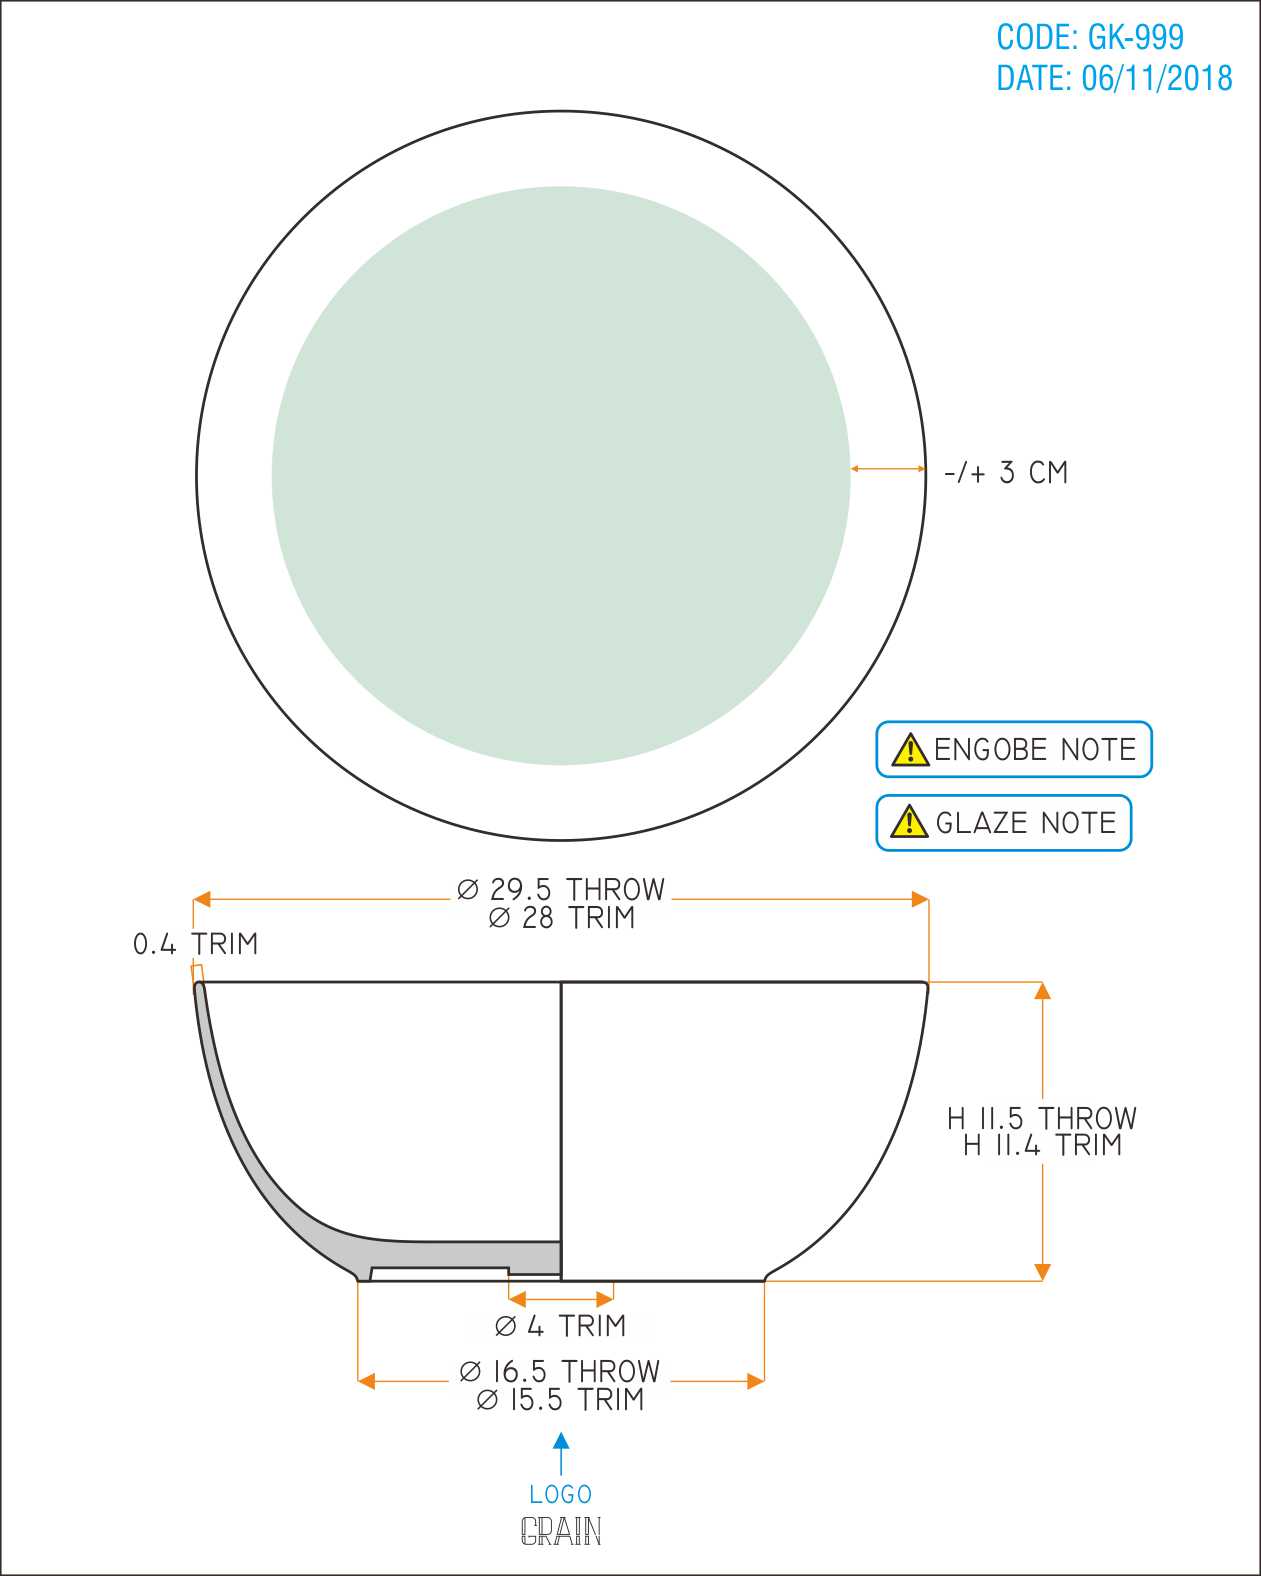 CODE: GK-999
DATE: 06/11/2018
-/+ 3 CM
ENGOBE NOTE
GLAZE NOTE
Ø 29.5 THROW
Ø 28 TRIM
0.4 TRIM
H 11.5 THROW
H 11.4 TRIM
Ø 4 TRIM
Ø 16.5 THROW
Ø 15.5 TRIM
LOGO
GRAIN